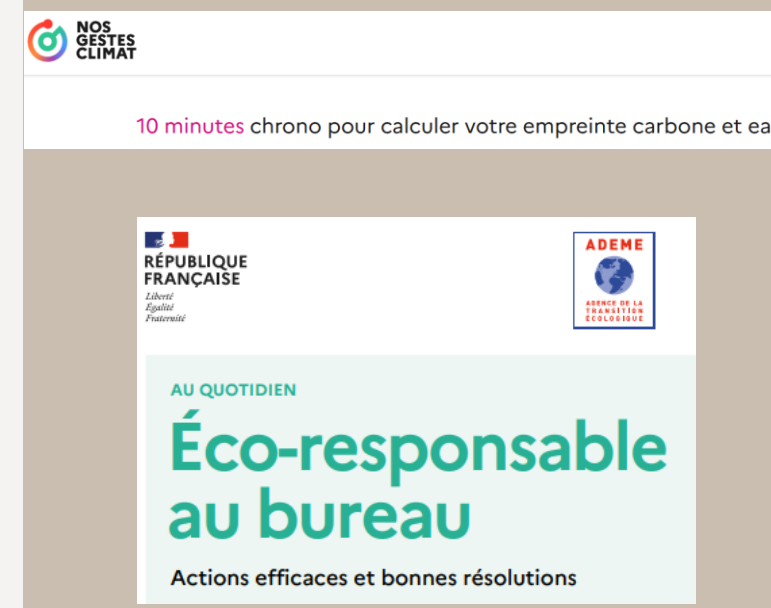 NOS
GESTES
CLIMAT
10 minutes chrono pour calculer votre empreinte carbone et ea
RÉPUBLIQUE
FRANÇAISE
Liberté
Égalité
Fraternité
ADEME
AGENCE DE LA
TRANSITION
ÉCOLOGIQUE
AU QUOTIDIEN
Éco-responsable
au bureau
Actions efficaces et bonnes résolutions